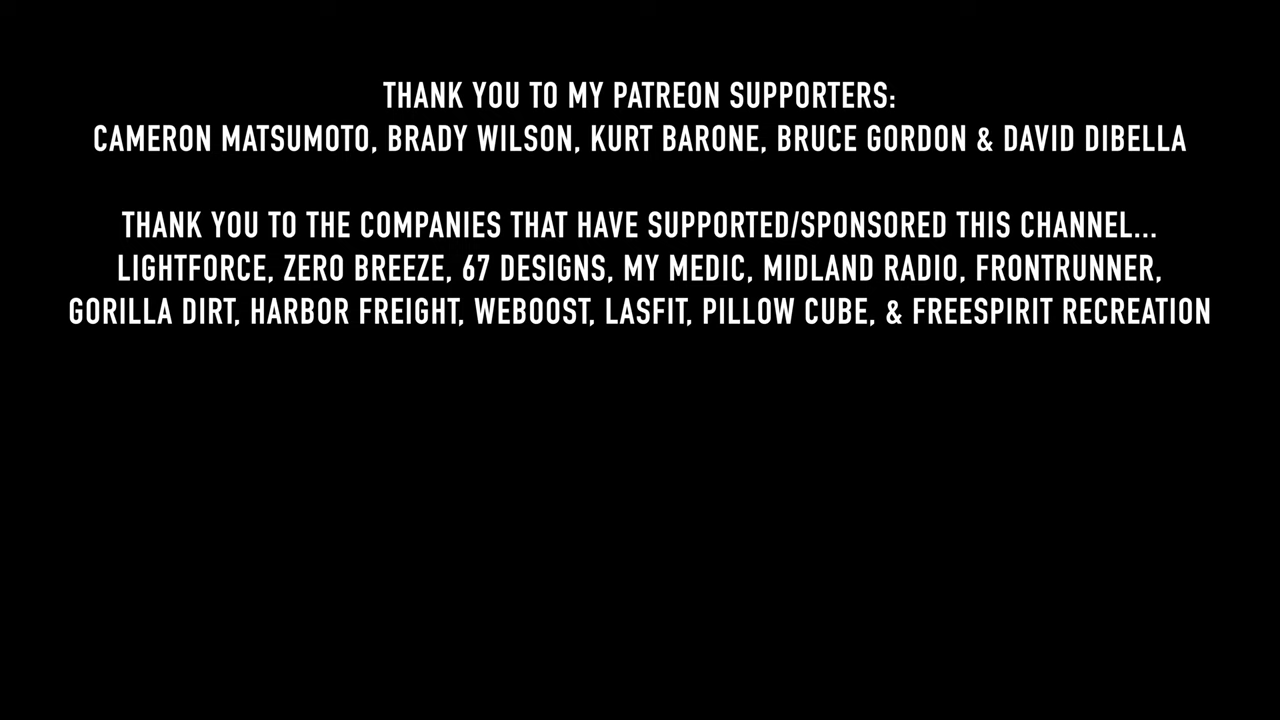 THANK YOU TO MY PATREON SUPPORTERS:
CAMERON MATSUMOTO, BRADY WILSON, KURT BARONE, BRUCE GORDON & DAVID DIBELLA
THANK YOU TO THE COMPANIES THAT HAVE SUPPORTED/SPONSORED THIS CHANNEL...
LIGHTFORCE, ZERO BREEZE, 67 DESIGNS, MY MEDIC, MIDLAND RADIO, FRONTRUNNER,
GORILLA DIRT, HARBOR FREIGHT, WEBOOST, LASFIT, PILLOW CUBE, & FREESPIRIT RECREATION